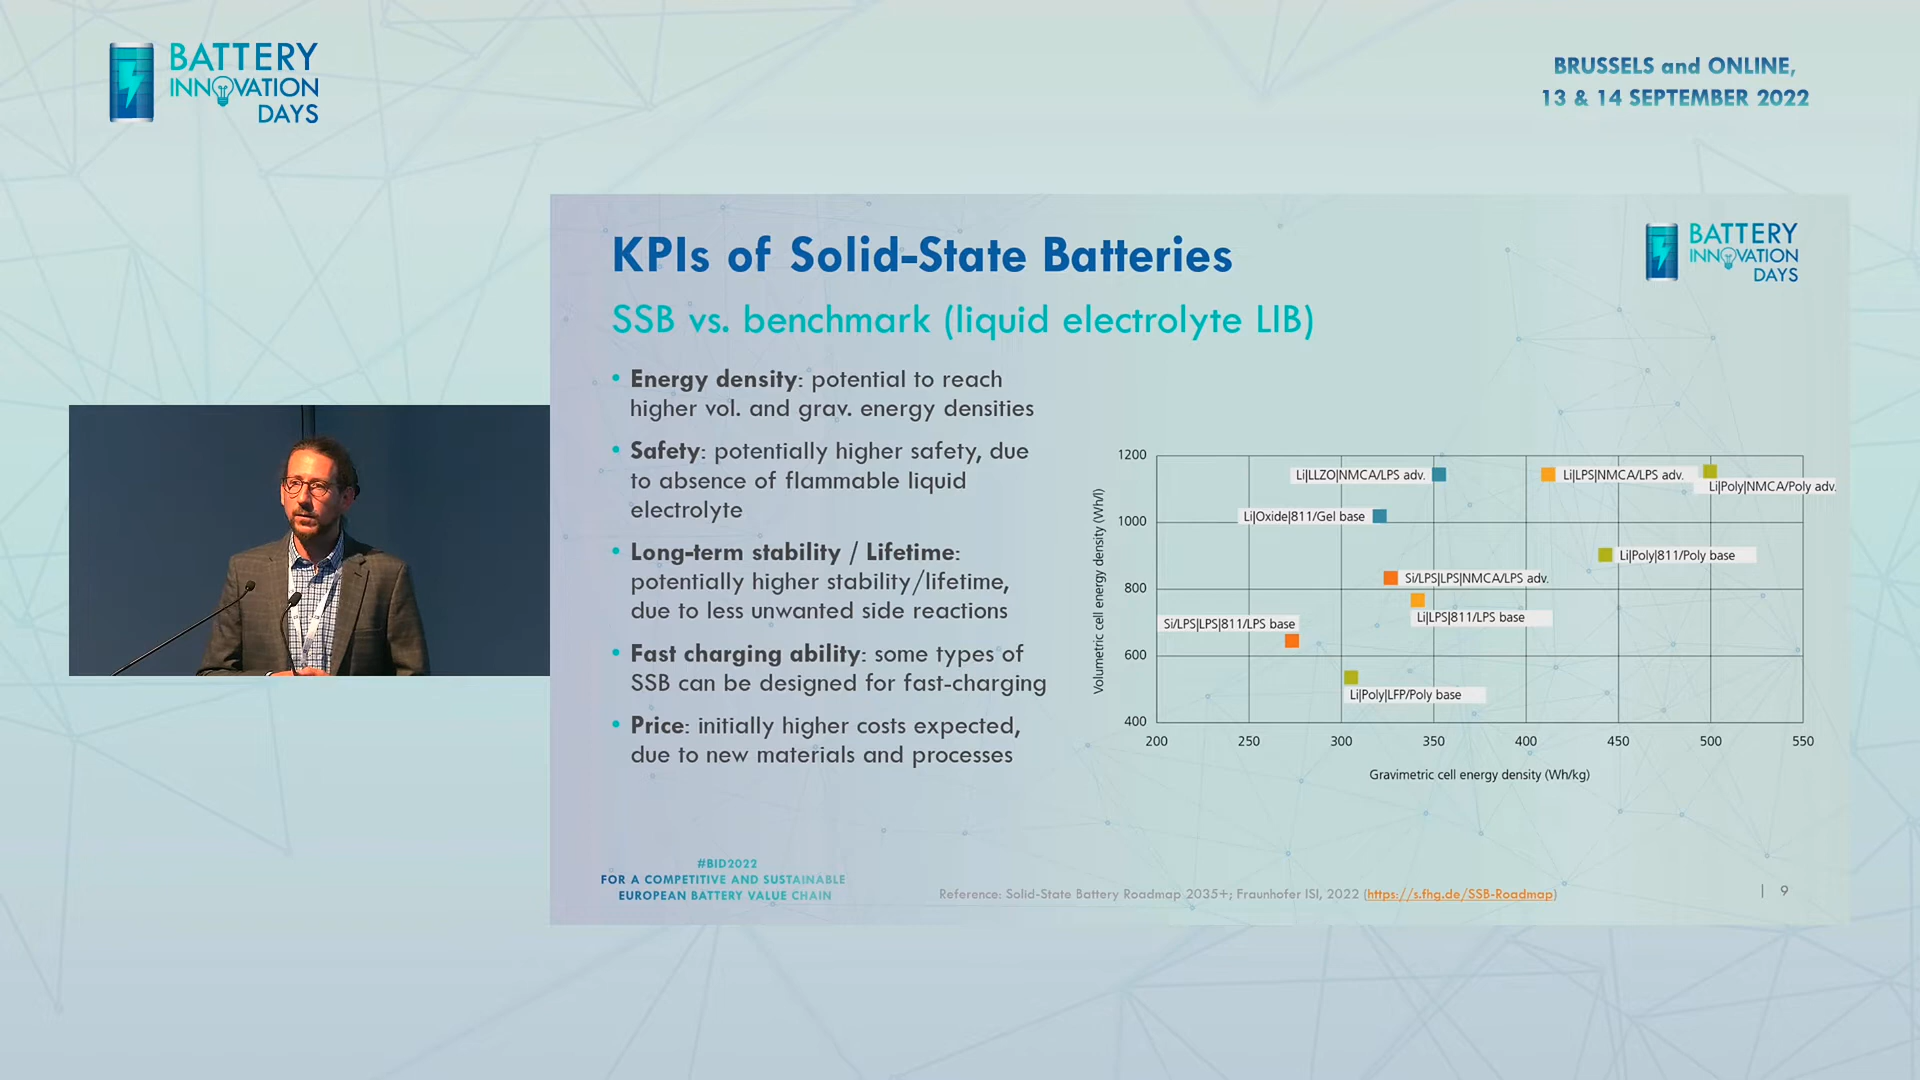 BATTERY
INNOVATION
DAYS
BRUSSELS and ONLINE,
13 & 14 SEPTEMBER 2022
KPIs of Solid-State Batteries
BATTERY
INNOVATION
DAYS
SSB vs. benchmark (liquid electrolyte LIB)
• Energy density: potential to reach
higher vol. and grav. energy densities
• Safety: potentially higher safety, due
to absence of flammable liquid
electrolyte
• Long-term stability / Lifetime:
potentially higher stability/lifetime,
due to less unwanted side reactions
• Fast charging ability: some types of
SSB can be designed for fast-charging
• Price: initially higher costs expected,
due to new materials and processes
Volumetric cell energy density (Wh/l)
1200
1000
800
600
400
Li|LLZO|NMCA/LPS adv.
Li|LPS|NMCA/LPS adv.
Li|Poly|NMCA/Poly adv.
Li|Oxide|811/Gel base
Li|Poly|811/Poly base
Si/LPS|LPS|NMCA/LPS adv.
Li|LPS|811/LPS base
Si/LPS|LPS|811/LPS base
Li|Poly|LFP/Poly base
200 250 300 350 400 450 500 550
Gravimetric cell energy density (Wh/kg)
#BID2022
FOR A COMPETITIVE AND SUSTAINABLE
EUROPEAN BATTERY VALUE CHAIN
Reference: Solid-State Battery Roadmap 2035+; Fraunhofer ISI, 2022 (https://s.fhg.de/SSB-Roadmap)
| 9